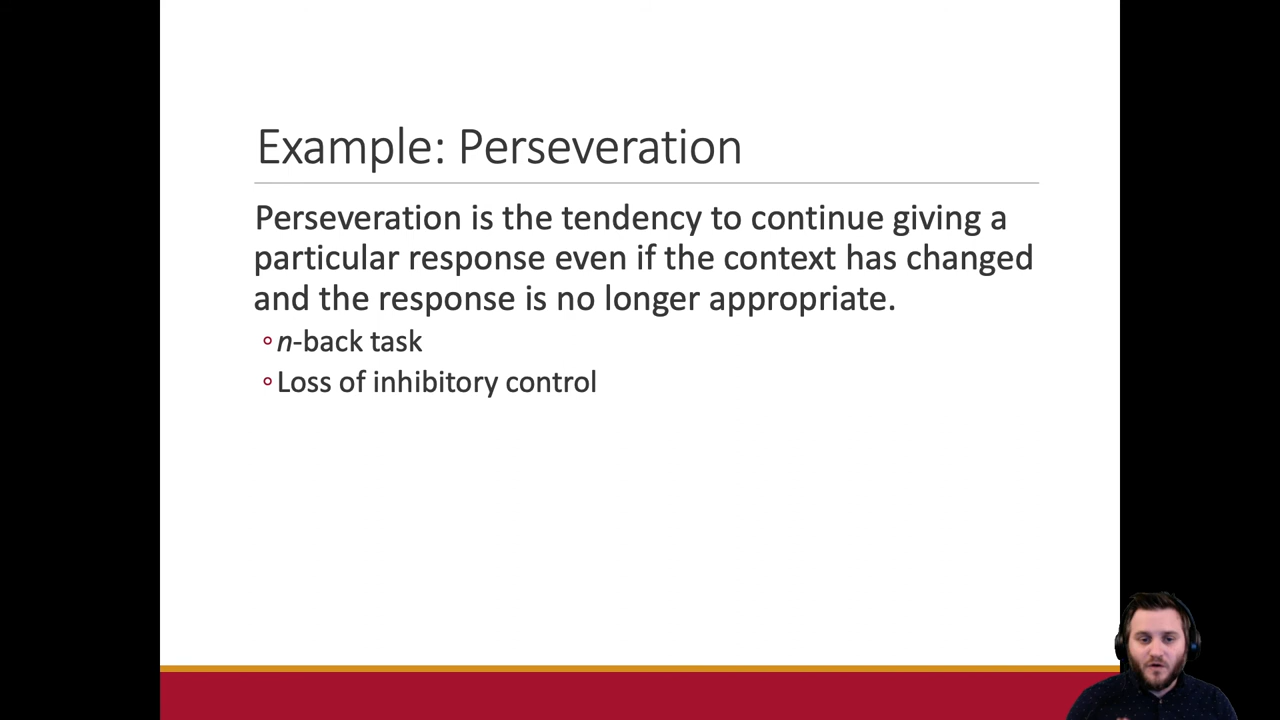 Example: Perseveration
Perseveration is the tendency to continue giving a
particular response even if the context has changed
and the response is no longer appropriate.
◦n-back task
◦Loss of inhibitory control